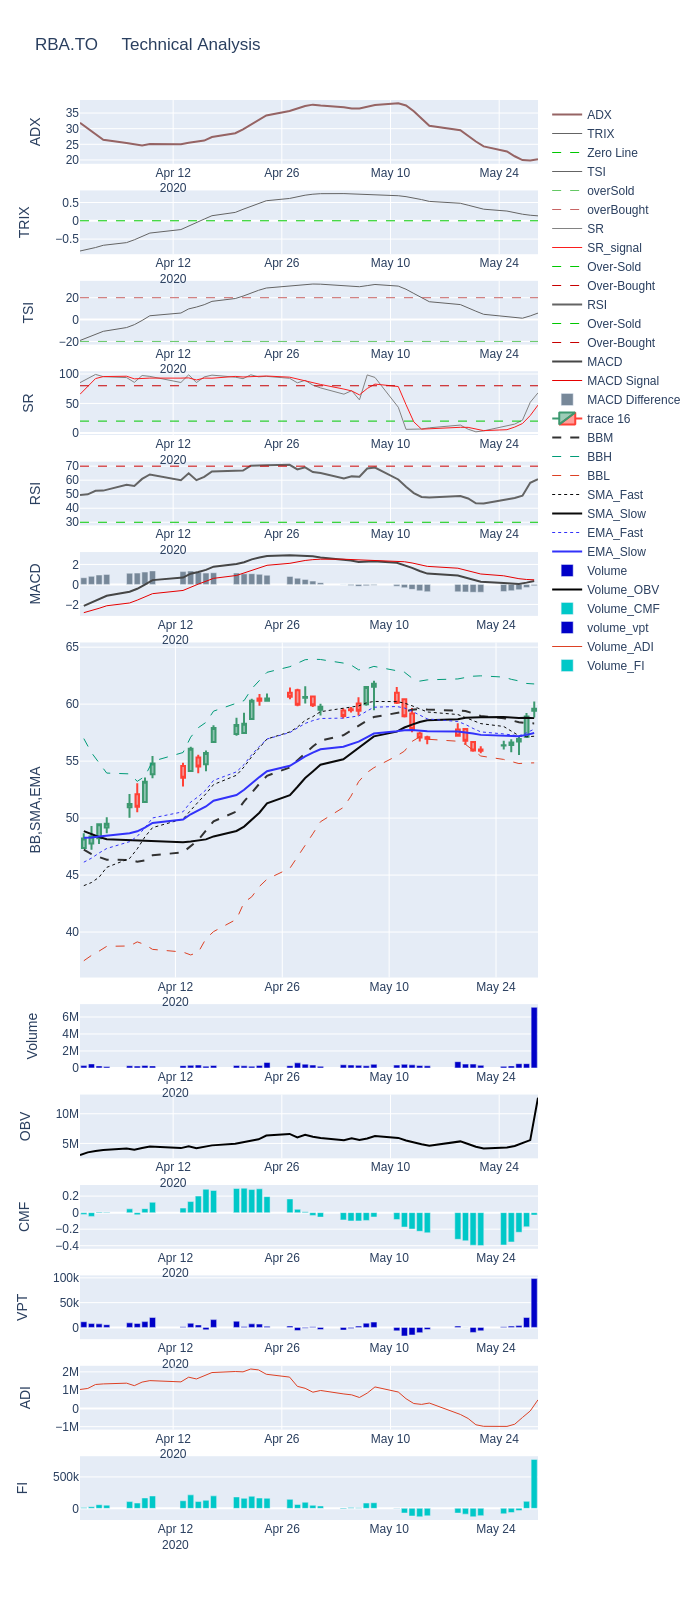 RBA.TO     Technical Analysis
ADX
35
30
25
20
Apr 12
2020
Apr 26
May 10
May 24
TRIX
0.5
0
−0.5
Apr 12
2020
Apr 26
May 10
May 24
TSI
20
0
−20
Apr 12
2020
Apr 26
May 10
May 24
SR
100
50
0
Apr 12
2020
Apr 26
May 10
May 24
RSI
70
60
50
40
30
Apr 12
2020
Apr 26
May 10
May 24
MACD
2
0
−2
Apr 12
2020
Apr 26
May 10
May 24
BB,SMA,EMA
65
60
55
50
45
40
Apr 12
2020
Apr 26
May 10
May 24
Volume
6M
4M
2M
0
Apr 12
2020
Apr 26
May 10
May 24
OBV
10M
5M
Apr 12
2020
Apr 26
May 10
May 24
CMF
0.2
0
−0.2
−0.4
Apr 12
2020
Apr 26
May 10
May 24
VPT
100k
50k
0
Apr 12
2020
Apr 26
May 10
May 24
ADI
2M
1M
0
−1M
Apr 12
2020
Apr 26
May 10
May 24
FI
500k
0
Apr 12
2020
Apr 26
May 10
May 24
ADX
TRIX
Zero Line
TSI
overSold
overBought
SR
SR_signal
Over-Sold
Over-Bought
RSI
Over-Sold
Over-Bought
MACD
MACD Signal
MACD Difference
trace 16
BBM
BBH
BBL
SMA_Fast
SMA_Slow
EMA_Fast
EMA_Slow
Volume
Volume_OBV
Volume_CMF
volume_vpt
Volume_ADI
Volume_FI